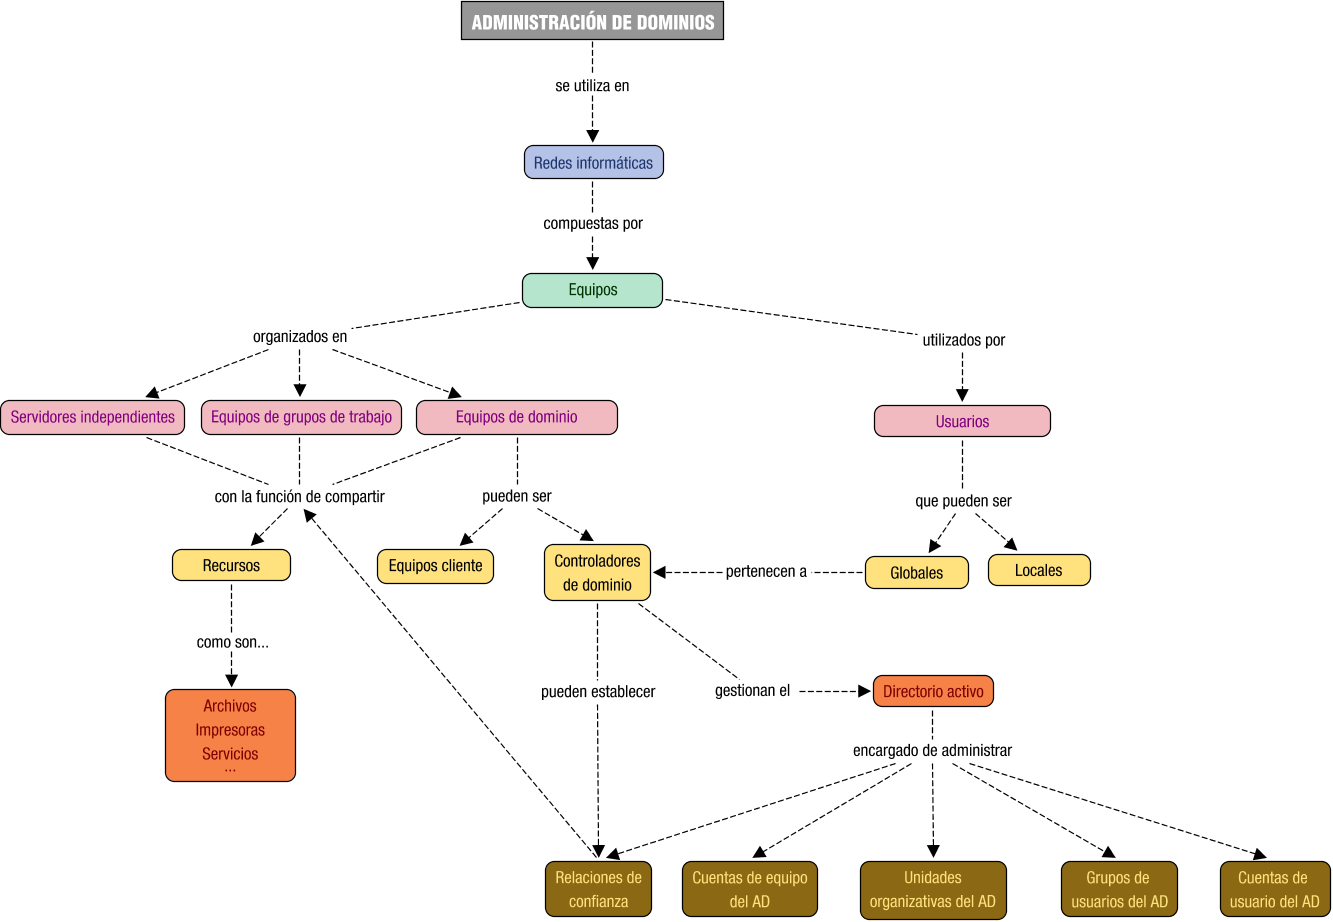 ADMINISTRACIÓN DE DOMINIOS
se utiliza en
Redes informáticas
compuestas por
Equipos
organizados en
utilizados por
Servidores independientes
Equipos de grupos de trabajo
Equipos de dominio
Usuarios
con la función de compartir
pueden ser
que pueden ser
Recursos
Equipos cliente
Controladores
de dominio
pertenecen a
Globales
Locales
como son...
pueden establecer
gestionan el
Directorio activo
Archivos
Impresoras
Servicios
...
encargado de administrar
Relaciones de
confianza
Cuentas de equipo
del AD
Unidades
organizativas del AD
Grupos de
usuarios del AD
Cuentas de
usuario del AD